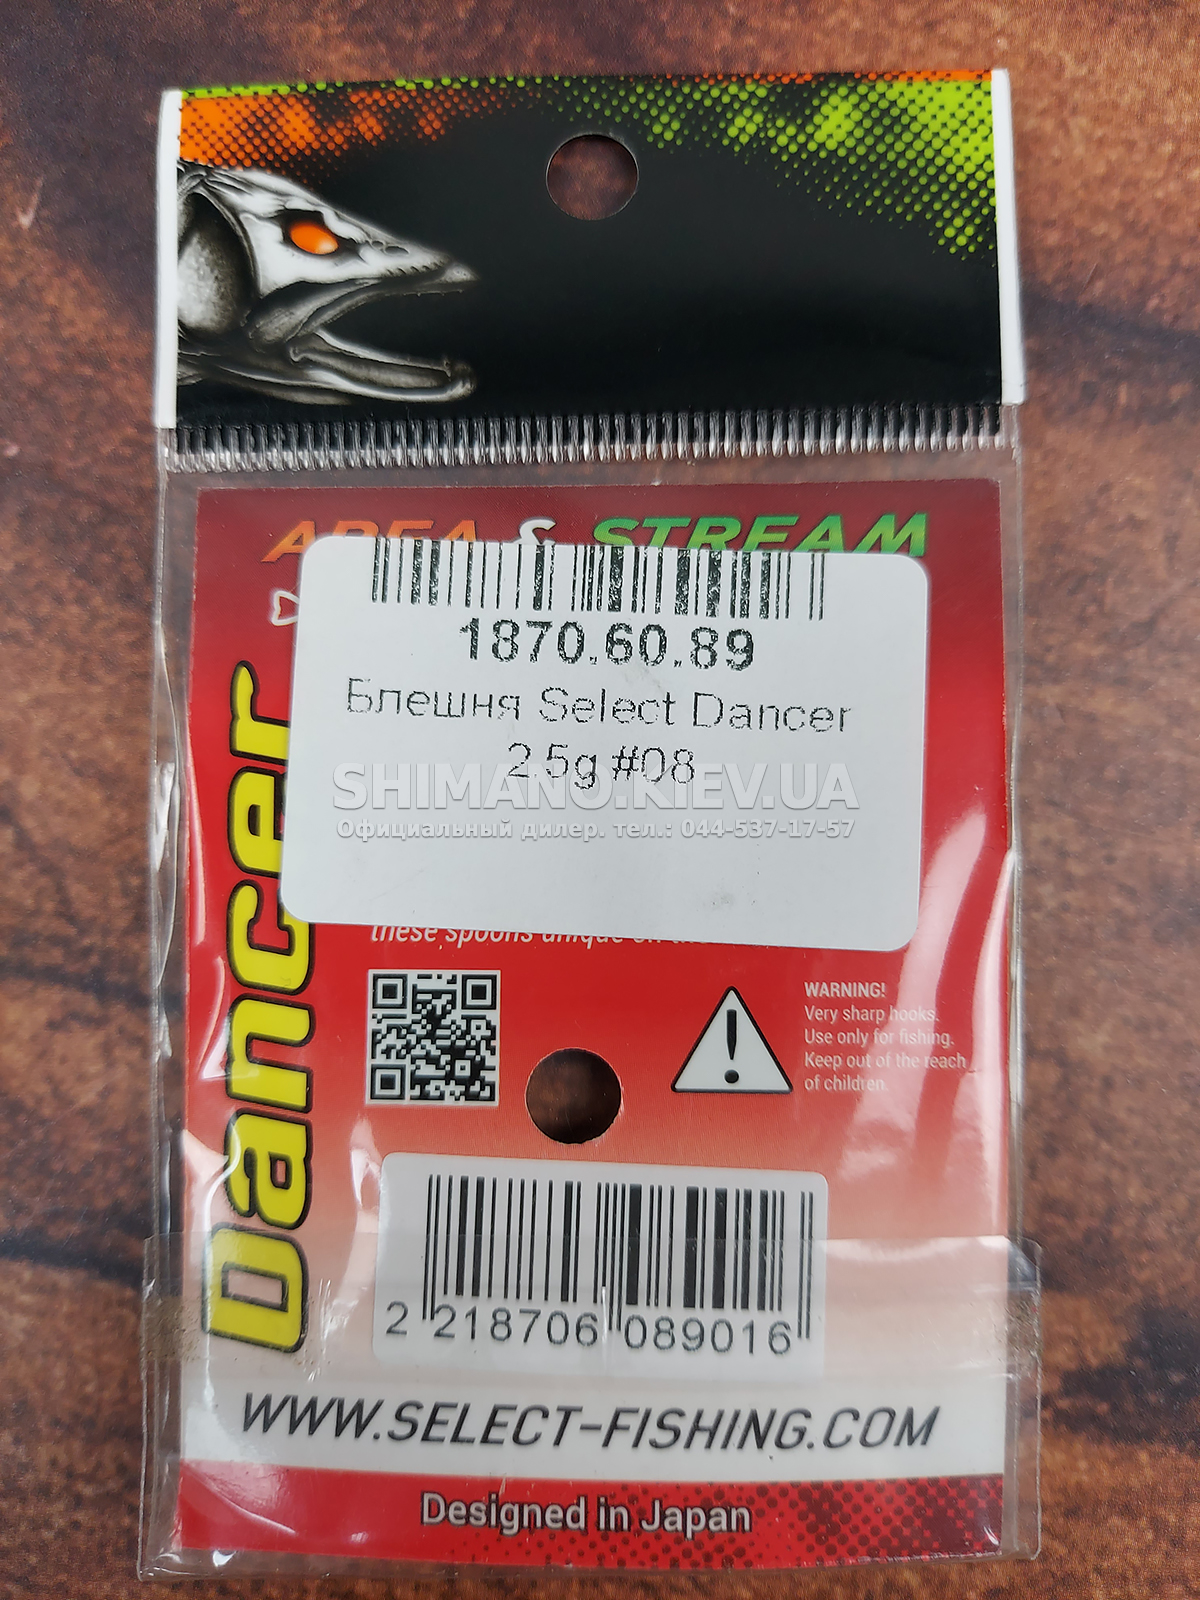 AREA & STREAM
1870.60.89
Блешня Select Dancer
2.5g #08
SHIMANO.KIEV.UA
Официальный дилер. тел.: 044-537-17-57
Dancer
these spoons unique on
WARNING!
Very sharp hooks.
Use only for fishing.
Keep out of the reach
of children.
2 218706 089016
WWW.SELECT-FISHING.COM
Designed in Japan